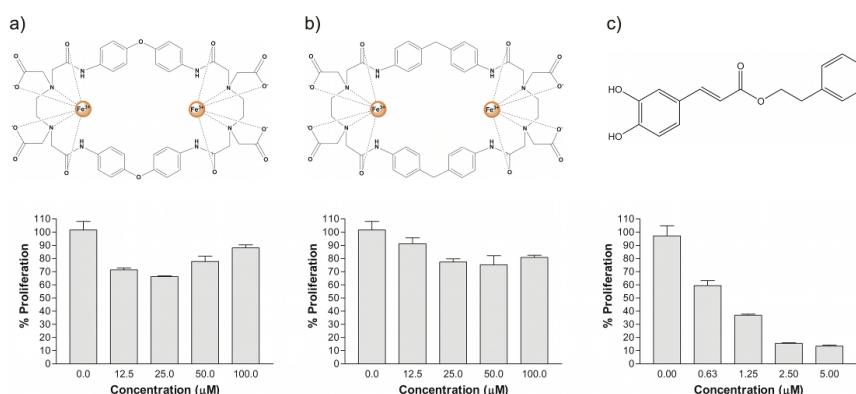 a)
b)
c)
O
O
O
O
O
O
NH
HN
NH
HN
O
O
O⁻
⁻O
O⁻
⁻O
O⁻
N
N
N
N
Fe³⁺
Fe³⁺
Fe³⁺
Fe³⁺
HO
HO
O
O
110
100
90
80
70
60
50
40
30
20
10
0
% Proliferation
0.0 12.5 25.0 50.0 100.0
Concentration (μM)
110
100
90
80
70
60
50
40
30
20
10
0
% Proliferation
0.0 12.5 25.0 50.0 100.0
Concentration (μM)
110
100
90
80
70
60
50
40
30
20
10
0
% Proliferation
0.00 0.63 1.25 2.50 5.00
Concentration (μM)